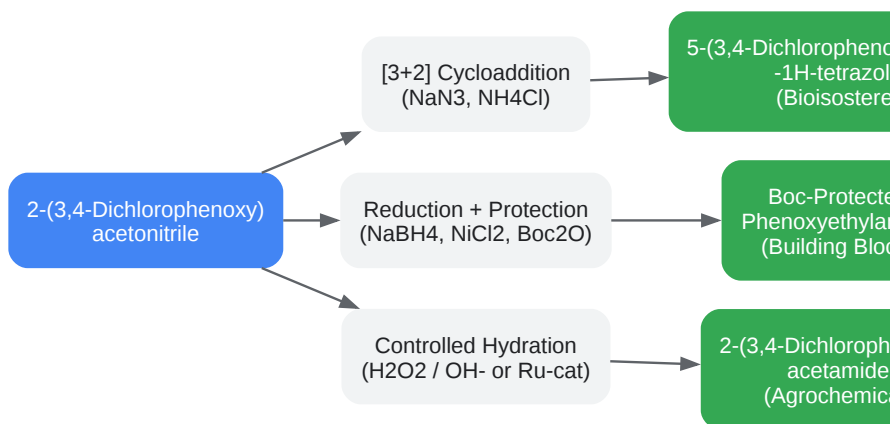 [3+2] Cycloaddition
(NaN3, NH4Cl)
5-(3,4-Dichloropheno
-1H-tetrazol
(Bioisostere
2-(3,4-Dichlorophenoxy)
acetonitrile
Reduction + Protection
(NaBH4, NiCl2, Boc2O)
Boc-Protecte
Phenoxyethylar
(Building Bloc
Controlled Hydration
(H2O2 / OH- or Ru-cat)
2-(3,4-Dichloroph
acetamide
(Agrochemica